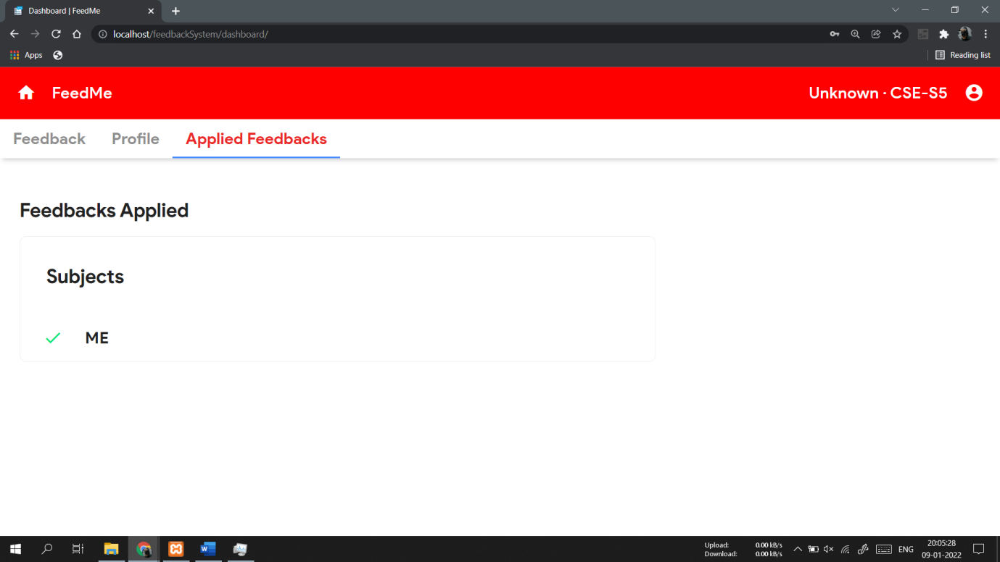 Dashboard | FeedMe
localhost/feedbackSystem/dashboard/
Apps
Reading list
FeedMe
Unknown · CSE-S5
Feedback
Profile
Applied Feedbacks
Feedbacks Applied
Subjects
ME
Upload: 0.00 kB/s
Download: 0.00 kB/s
ENG
20:05:28
09-01-2022